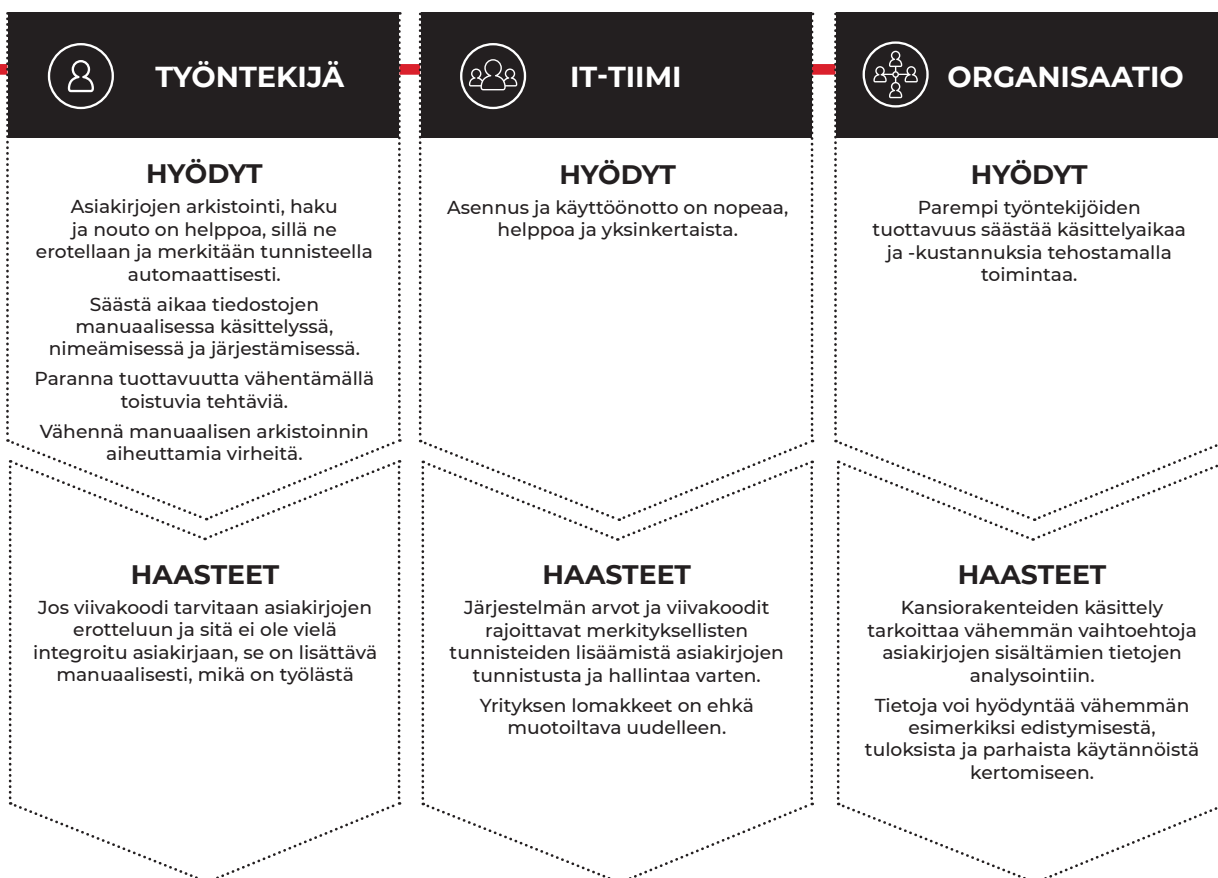 TYÖNTEKIJÄ
HYÖDYT
Asiakirjojen arkistointi, haku
ja nouto on helppoa, sillä ne
erotellaan ja merkitään tunnisteella
automaattisesti.
Säästä aikaa tiedostojen
manuaalisessa käsittelyssä,
nimeämisessä ja järjestämisessä.
Paranna tuottavuutta vähentämällä
toistuvia tehtäviä.
Vähennä manuaalisen arkistoinnin
aiheuttamia virheitä.
HAASTEET
Jos viivakoodi tarvitaan asiakirjojen
erotteluun ja sitä ei ole vielä
integroitu asiakirjaan, se on lisättävä
manuaalisesti, mikä on työlästä
IT-TIIMI
HYÖDYT
Asennus ja käyttöönotto on nopeaa,
helppoa ja yksinkertaista.
HAASTEET
Järjestelmän arvot ja viivakoodit
rajoittavat merkityksellisten
tunnisteiden lisäämistä asiakirjojen
tunnistusta ja hallintaa varten.
Yrityksen lomakkeet on ehkä
muotoiltava uudelleen.
ORGANISAATIO
HYÖDYT
Parempi työntekijöiden
tuottavuus säästää käsittelyaikaa
ja -kustannuksia tehostamalla
toimintaa.
HAASTEET
Kansiorakenteiden käsittely
tarkoittaa vähemmän vaihtoehtoja
asiakirjojen sisältämien tietojen
analysointiin.
Tietoja voi hyödyntää vähemmän
esimerkiksi edistymisestä,
tuloksista ja parhaista käytännöistä
kertomiseen.